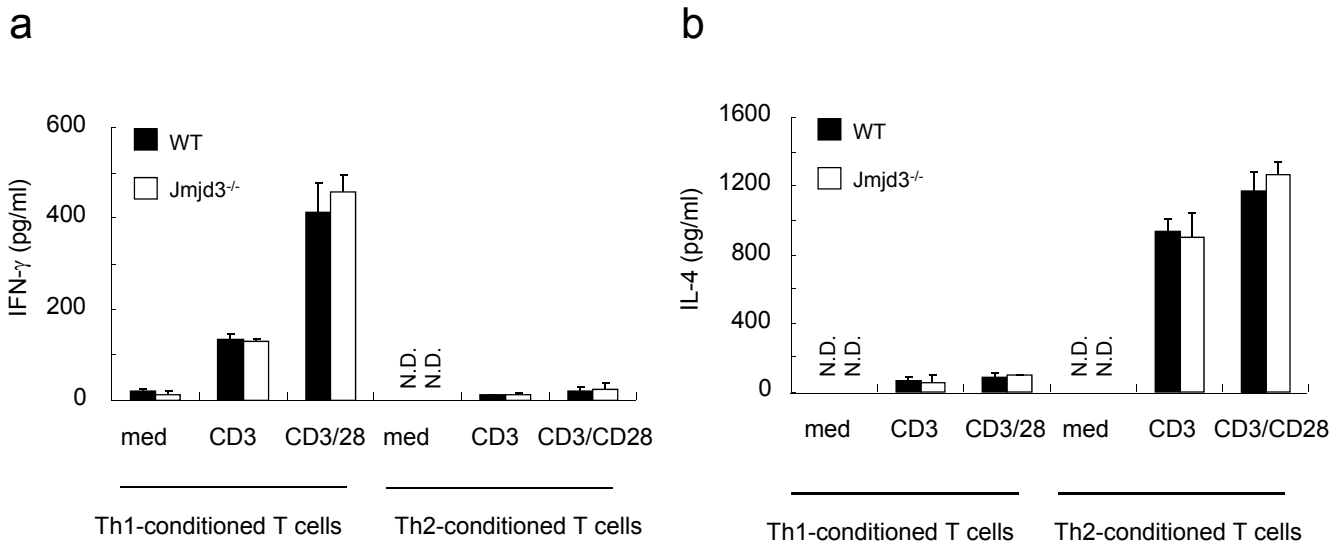 a
IFN-γ (pg/ml)
600
400
200
0
WT
Jmjd3-/-
N.D.
N.D.
med CD3 CD3/28 med CD3 CD3/CD28
Th1-conditioned T cells Th2-conditioned T cells
b
IL-4 (pg/ml)
1600
1200
800
400
0
WT
Jmjd3-/-
N.D.
N.D.
N.D.
N.D.
med CD3 CD3/28 med CD3 CD3/CD28
Th1-conditioned T cells Th2-conditioned T cells